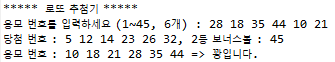 ***** 로또 추첨기 *****
응모 번호를 입력하세요 (1~45, 6개) : 28 18 35 44 10 21
당첨 번호 : 5 12 14 23 26 32, 2등 보너스볼 : 45
응모 번호 : 10 18 21 28 35 44 => 꽝입니다.